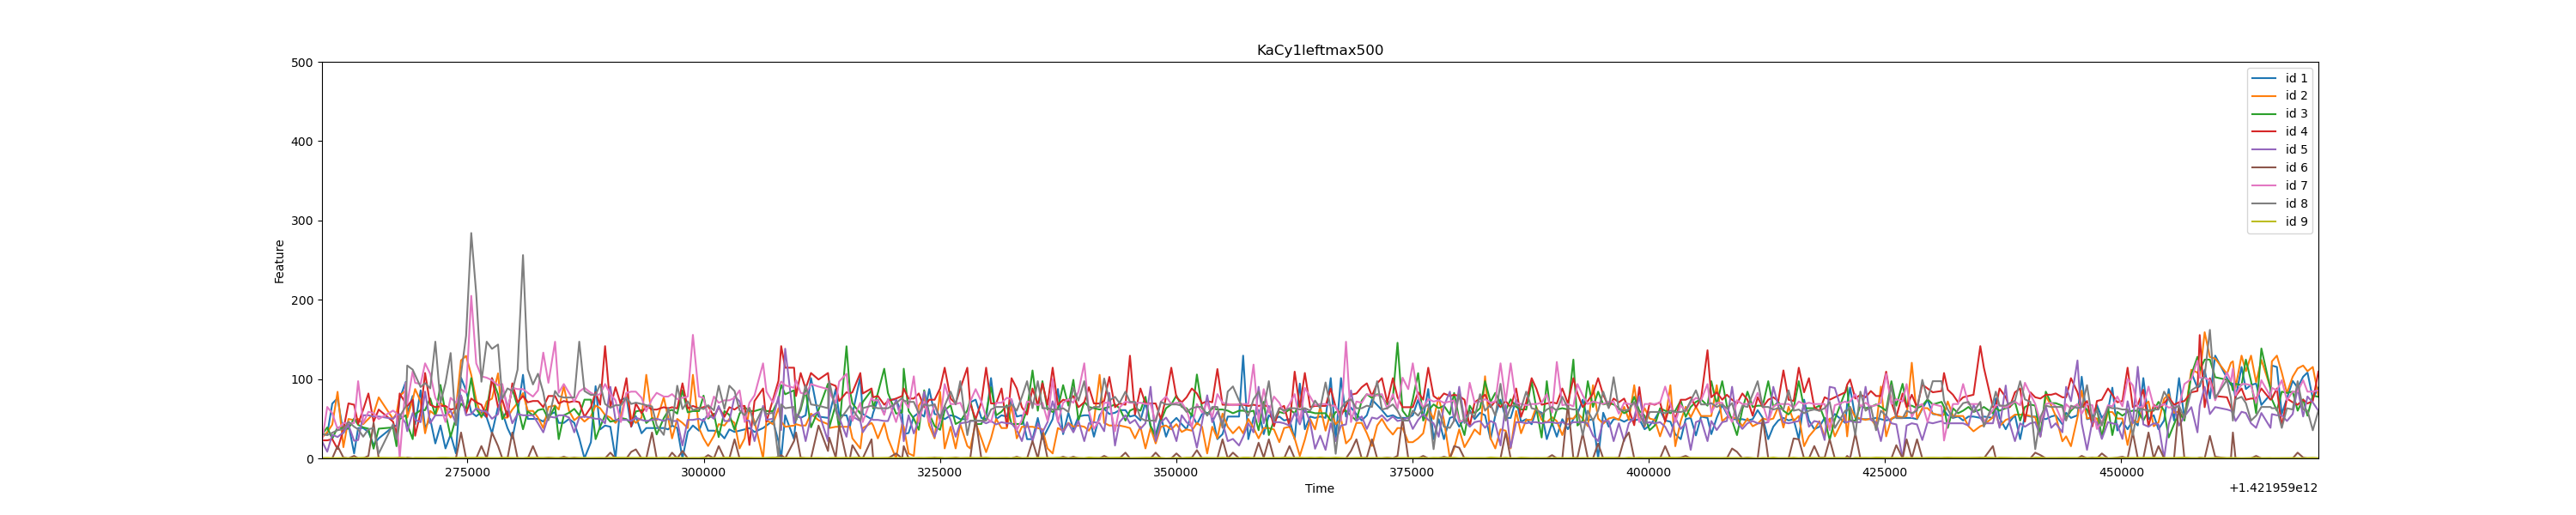 KaCy1leftmax500
500
400
300
200
100
0
Feature
275000 300000 325000 350000 375000 400000 425000 450000
Time
+1.421959e12
id 1
id 2
id 3
id 4
id 5
id 6
id 7
id 8
id 9